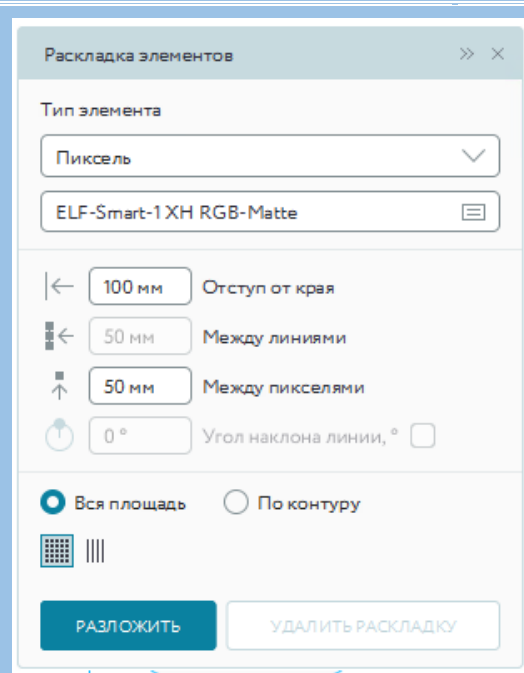 Раскладка элементов
Тип элемента
Пиксель
ELF-Smart-1 XH RGB-Matte
100 мм Отступ от края
50 мм Между линиями
50 мм Между пикселями
0 ° Угол наклона линии, °
Вся площадь По контуру
РАЗЛОЖИТЬ УДАЛИТЬ РАСКЛАДКУ